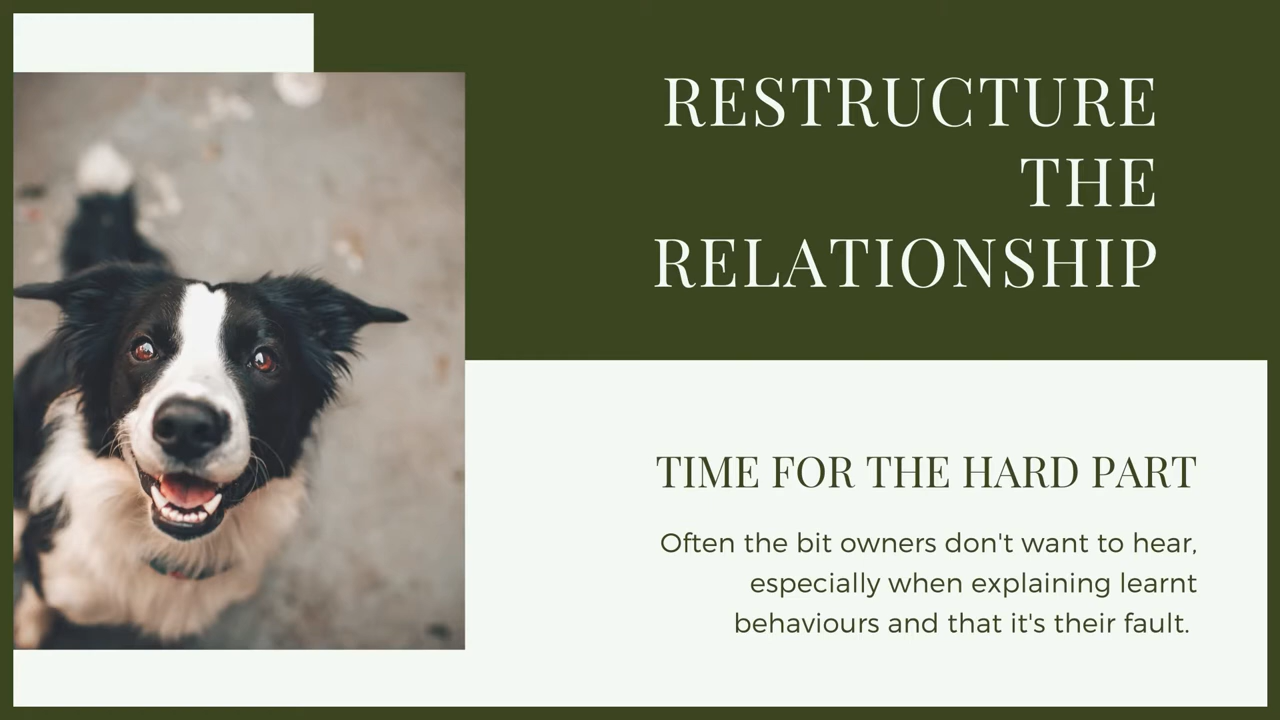 RESTRUCTURE
THE
RELATIONSHIP
TIME FOR THE HARD PART
Often the bit owners don't want to hear,
especially when explaining learnt
behaviours and that it's their fault.